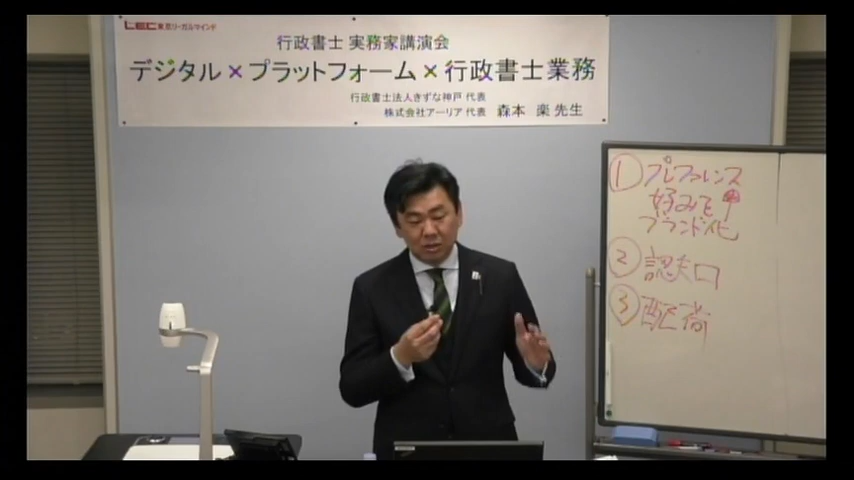 LEC東京リーガルマインド
行政書士 実務家講演会
デジタル×プラットフォーム×行政書士業務
行政書士法人きずな神戸 代表
株式会社アーリア 代表 森本 楽 先生
① プレファレンス
好みを
ブランド化
② 認知
③ 配荷